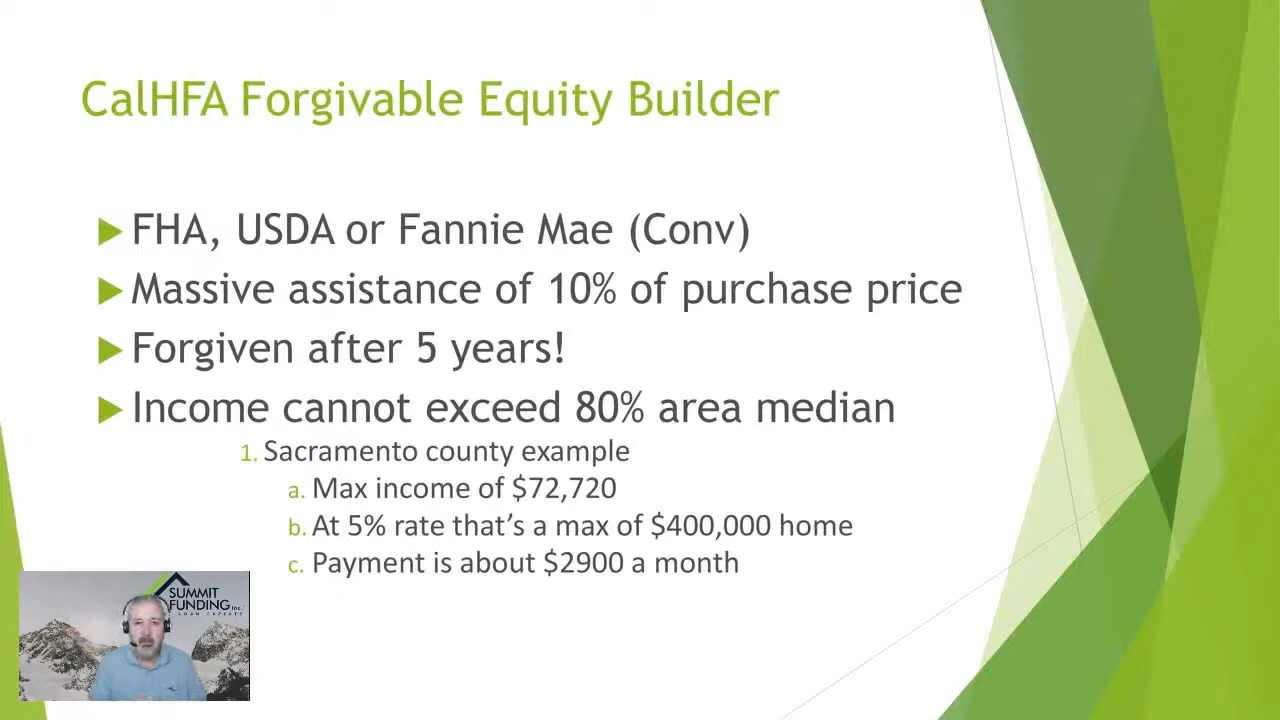 CalHFA Forgivable Equity Builder
FHA, USDA or Fannie Mae (Conv)
Massive assistance of 10% of purchase price
Forgiven after 5 years!
Income cannot exceed 80% area median
1. Sacramento county example
a. Max income of $72,720
b. At 5% rate that's a max of $400,000 home
c. Payment is about $2900 a month
SUMMIT
FUNDING Inc.
LOAN EXPERTS